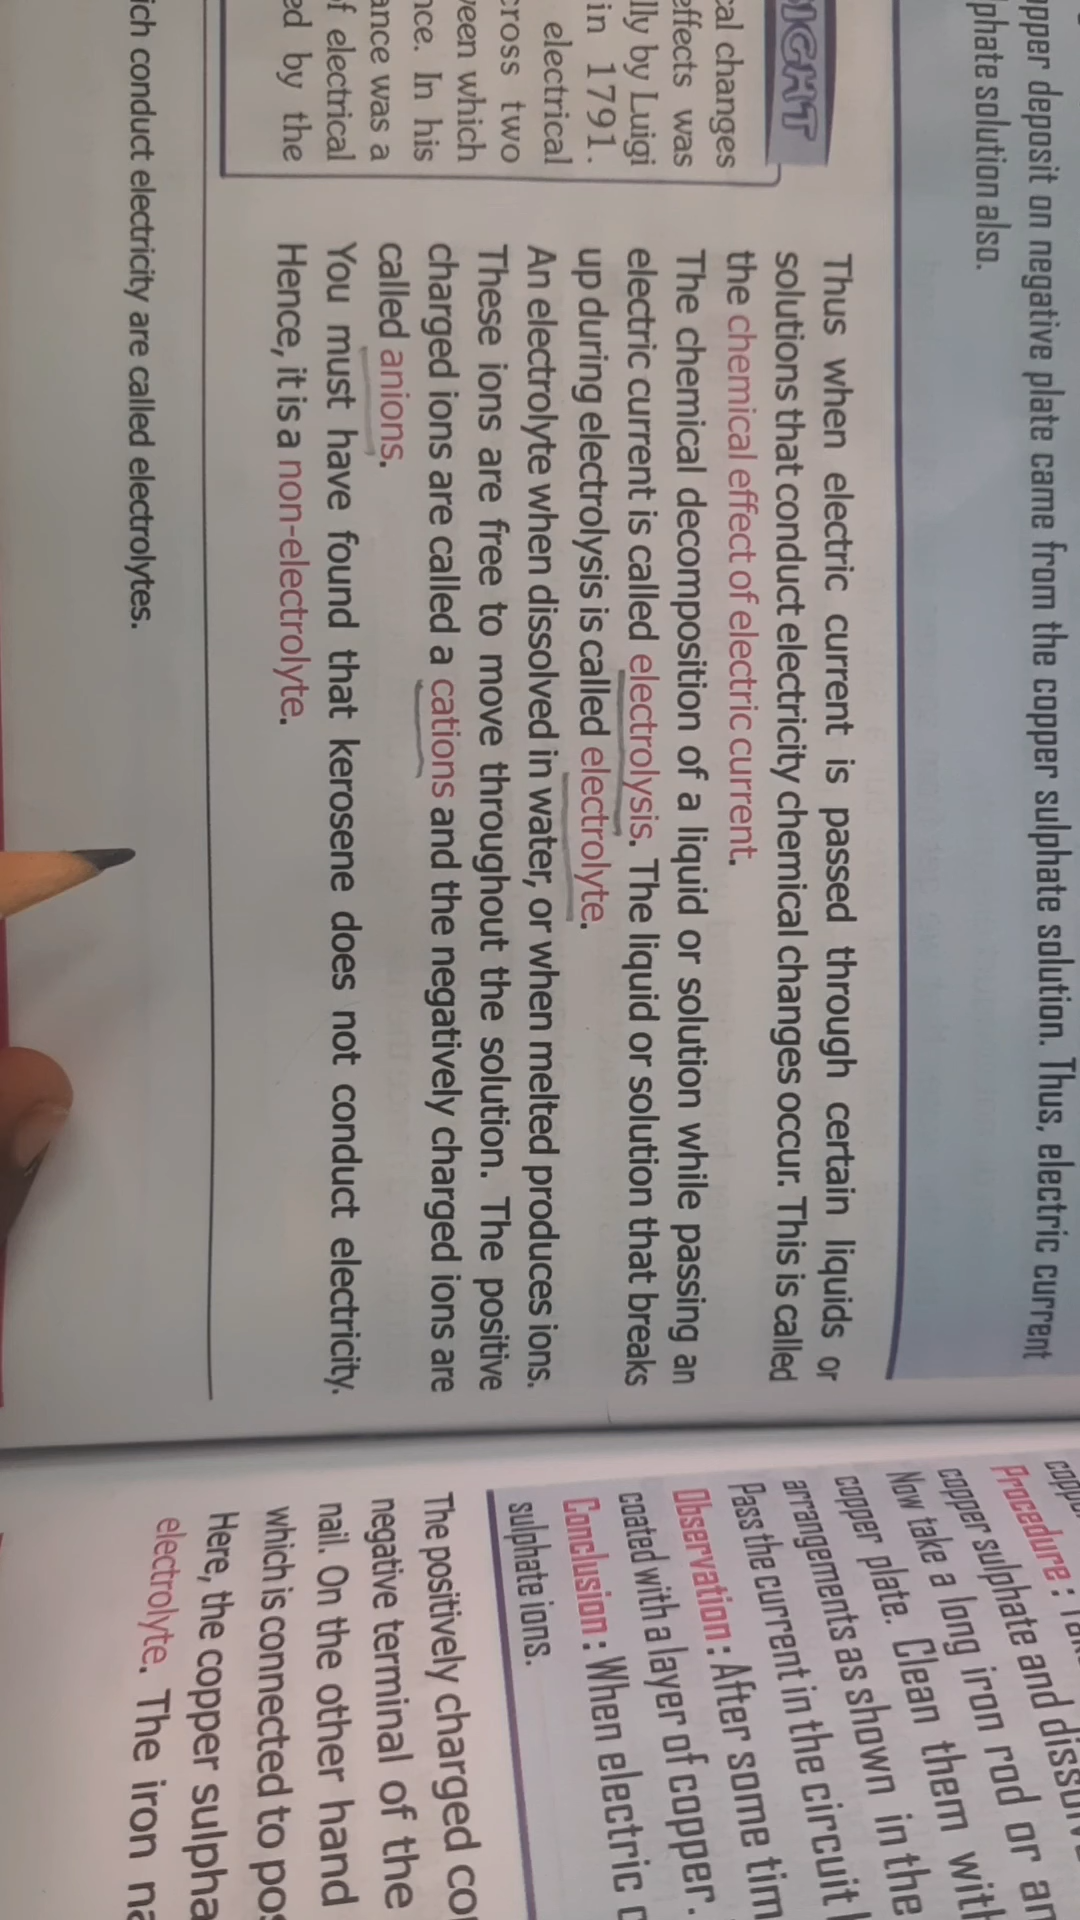 deposit on negative plate came from the copper sulphate solution. Thus, electric current
solution also.
IGHT
changes
effects was
by Luigi
in 1791.
electrical
two
which
In his
was a
electrical
by the
Thus when electric current is passed through certain liquids or
solutions that conduct electricity chemical changes occur. This is called
the chemical effect of electric current.
The chemical decomposition of a liquid or solution while passing an
electric current is called electrolysis. The liquid or solution that breaks
up during electrolysis is called electrolyte.
An electrolyte when dissolved in water, or when melted produces ions.
These ions are free to move throughout the solution. The positive
charged ions are called a cations and the negatively charged ions are
called anions.
You must have found that kerosene does not conduct electricity.
Hence, it is a non-electrolyte.
conduct electricity are called electrolytes.
Procedure :
copper sulphate and
Now take a long iron rod or
copper plate. Clean them
arrangements as shown in the
Pass the current in the circuit
Observation : After some
coated with a layer of copper.
Conclusion : When electric
sulphate ions.
The positively charged
negative terminal of the
nail. On the other hand
which is connected to
Here, the copper
electrolyte. The iron